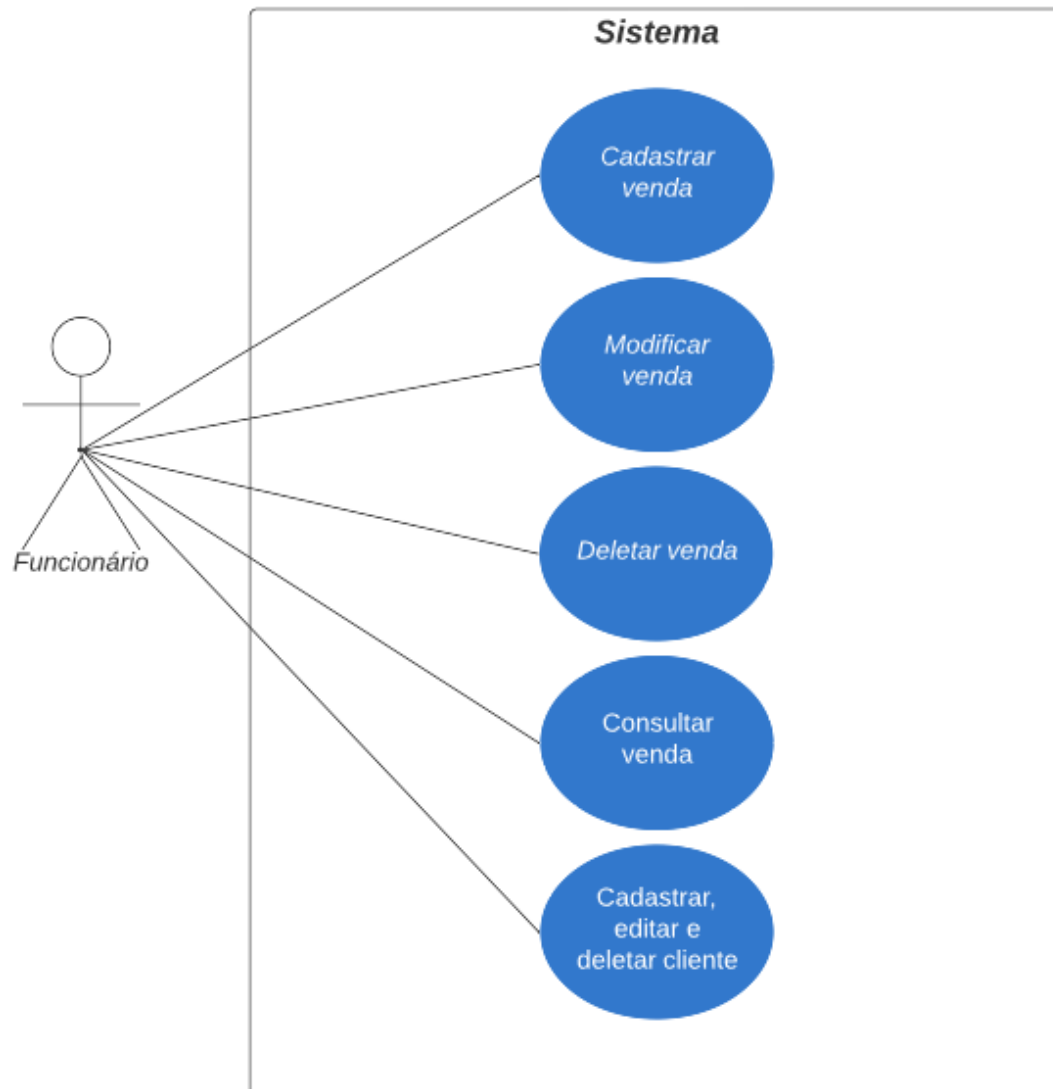 Sistema
Cadastrar
venda
Modificar
venda
Deletar venda
Funcionário
Consultar
venda
Cadastrar,
editar e
deletar cliente